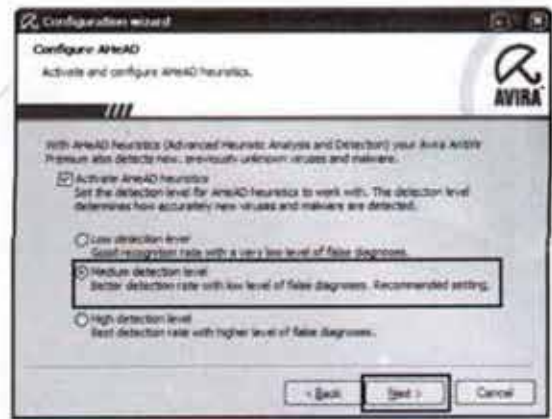 Configuration wizard
Configure AHeAD
Activate and configure AHeAD heuristics.
AVIRA
With AHeAD heuristics (Advanced Heuristic Analysis and Detection) your Avira AntiVir
Premium also detects new, previously unknown viruses and malware.
Activate AHeAD heuristics
Set the detection level for AHeAD heuristics to work with. The detection level
determines how accurately new viruses and malware are detected.
Low detection level
Good recognition rate with a very low level of false diagnoses.
Medium detection level
Better detection rate with low level of false diagnoses. Recommended setting.
High detection level
Best detection rate with higher level of false diagnoses.
< Back
Next >
Cancel